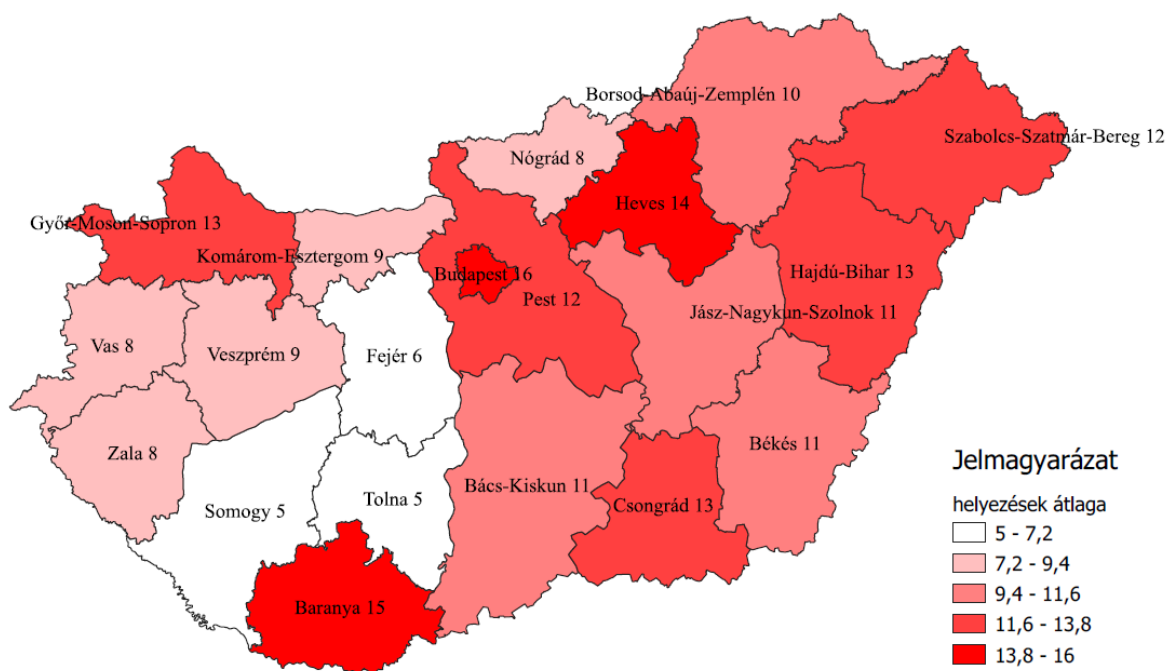 Borsod-Abaúj-Zemplén 10
Szabolcs-Szatmár-Bereg 12
Nógrád 8
Heves 14
Győr-Moson-Sopron 13
Komárom-Esztergom 9
Budapest 16
Hajdú-Bihar 13
Pest 12
Jász-Nagykun-Szolnok 11
Vas 8
Veszprém 9
Fejér 6
Zala 8
Békés 11
Somogy 5
Tolna 5
Bács-Kiskun 11
Csongrád 13
Baranya 15
Jelmagyarázat
helyezések átlaga
5 - 7,2
7,2 - 9,4
9,4 - 11,6
11,6 - 13,8
13,8 - 16